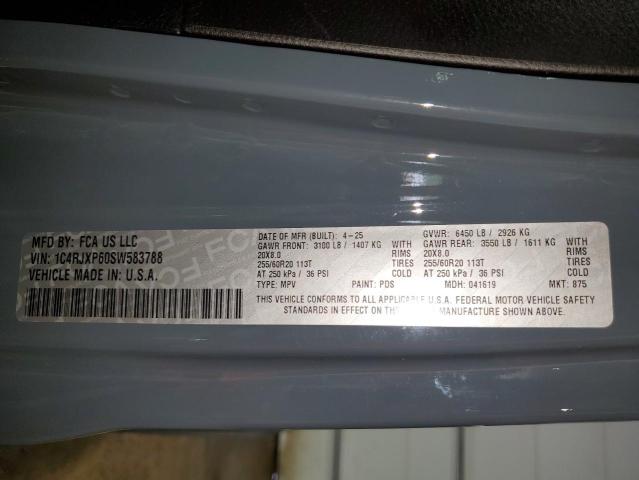 MFD BY: FCA US LLC
VIN: 1C4RJXP60SW583788
VEHICLE MADE IN: U.S.A.
DATE OF MFR (BUILT): 4-25 GVWR: 6450 LB / 2926 KG
GAWR FRONT: 3100 LB / 1407 KG WITH GAWR REAR: 3550 LB / 1611 KG WITH
20X8.0 RIMS 20X8.0 RIMS
255/60R20 113T TIRES 255/60R20 113T TIRES
AT 250 kPa / 36 PSI COLD AT 250 kPa / 36 PSI COLD
TYPE: MPV PAINT: PDS MDH: 041619 MKT: 875
THIS VEHICLE CONFORMS TO ALL APPLICABLE U.S.A. FEDERAL MOTOR VEHICLE SAFETY
STANDARDS IN EFFECT ON THE DATE OF MANUFACTURE SHOWN ABOVE.